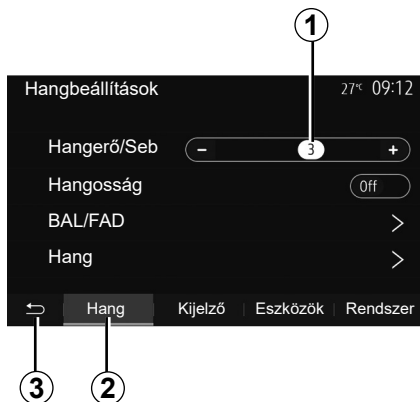 1
Hangbeállítások 27°C 09:12
Hangerő/Seb - 3 +
Hangosság Off
BAL/FAD >
Hang >
Hang Kijelző Eszközök Rendszer
3 2